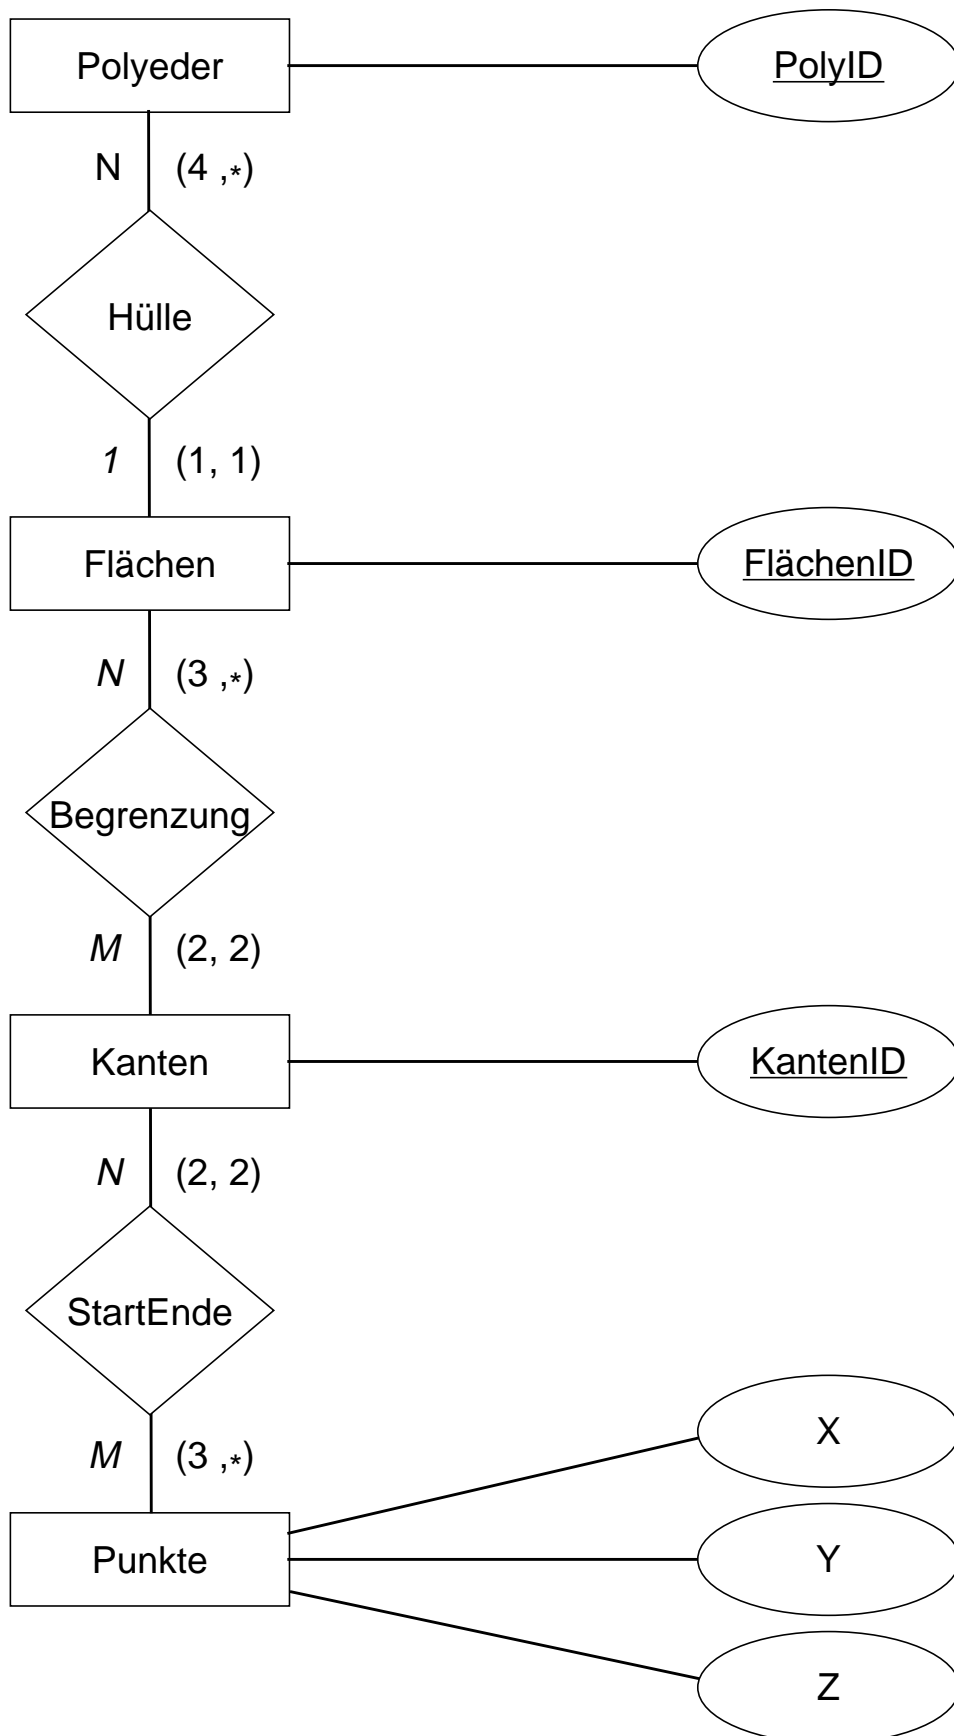 Polyeder PolyID
N (4 ,*)
Hülle
1 (1, 1)
Flächen FlächenID
N (3 ,*)
Begrenzung
M (2, 2)
Kanten KantenID
N (2, 2)
StartEnde
X
M (3 ,*)
Punkte Y
Z